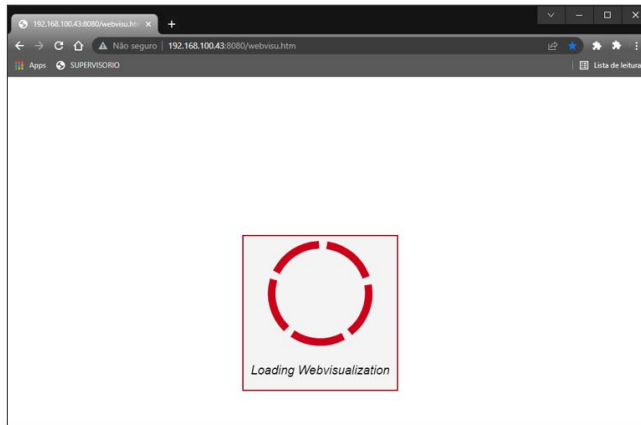 192.168.100.43:8080/webvisu.ht
Não seguro | 192.168.100.43:8080/webvisu.htm
Apps SUPERVISORIO Lista de leitura
Loading Webvisualization